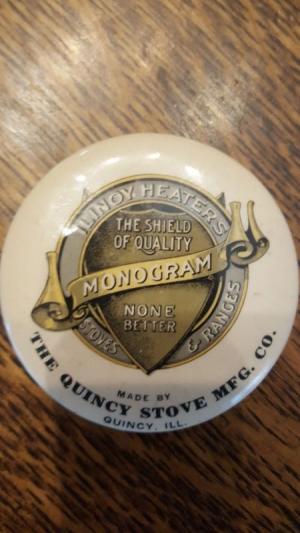 ILINOY HEATERS
THE SHIELD
OF QUALITY
MONOGRAM
NONE
BETTER
STOVES & RANGES
MADE BY
THE QUINCY STOVE MFG. CO.
QUINCY, ILL.